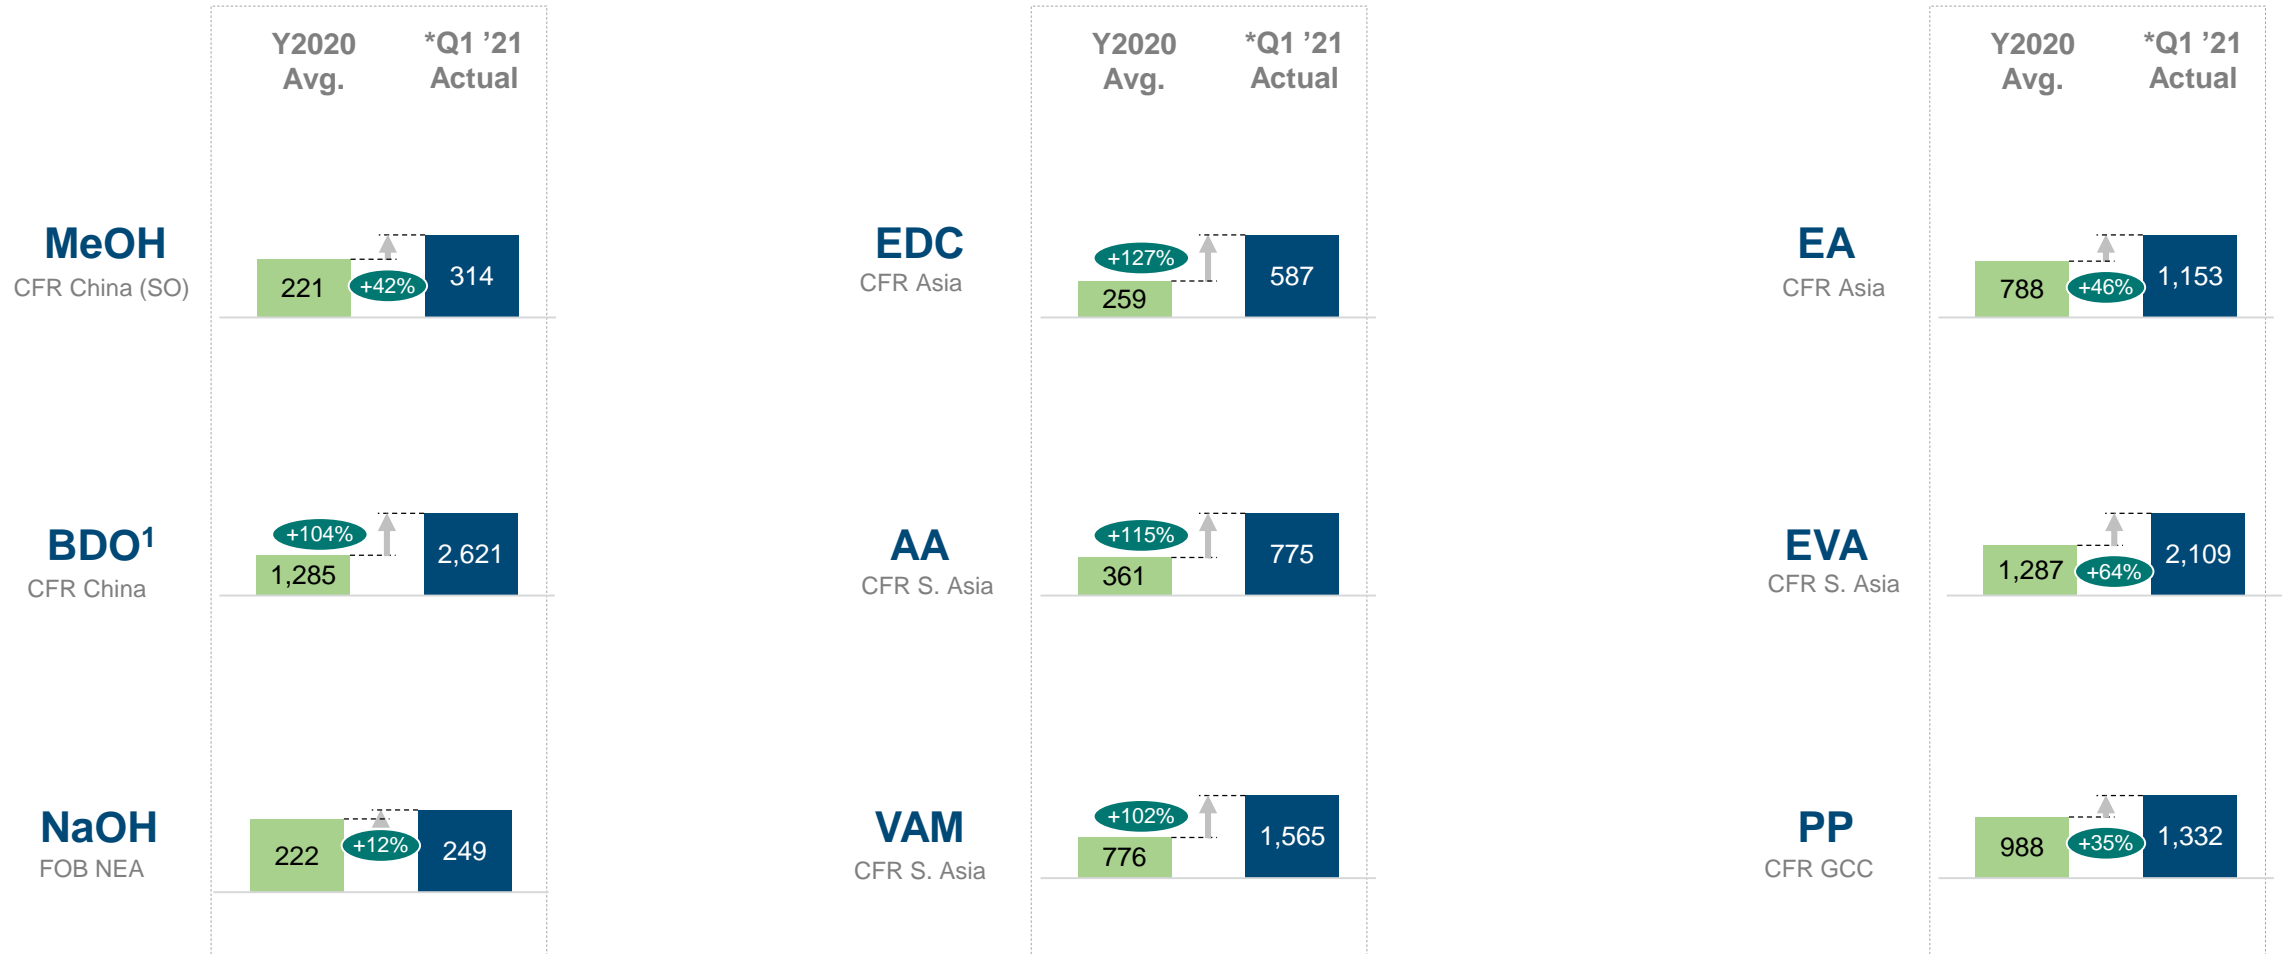 Y2020
Avg.
*Q1 ’21
Actual
MeOH
CFR China (SO)
221
+42%
314
BDO¹
CFR China
+104%
1,285
2,621
NaOH
FOB NEA
222
+12%
249
Y2020
Avg.
*Q1 ’21
Actual
EDC
CFR Asia
+127%
259
587
AA
CFR S. Asia
+115%
361
775
VAM
CFR S. Asia
+102%
776
1,565
Y2020
Avg.
*Q1 ’21
Actual
EA
CFR Asia
788
+46%
1,153
EVA
CFR S. Asia
1,287
+64%
2,109
PP
CFR GCC
988
+35%
1,332